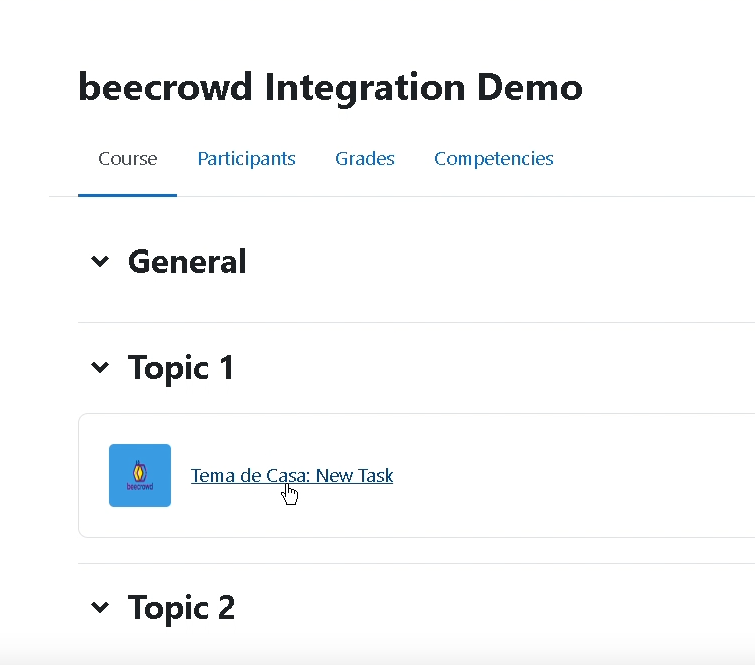 beecrowd Integration Demo
Course Participants Grades Competencies
General
Topic 1
beecrowd
Tema de Casa: New Task
Topic 2